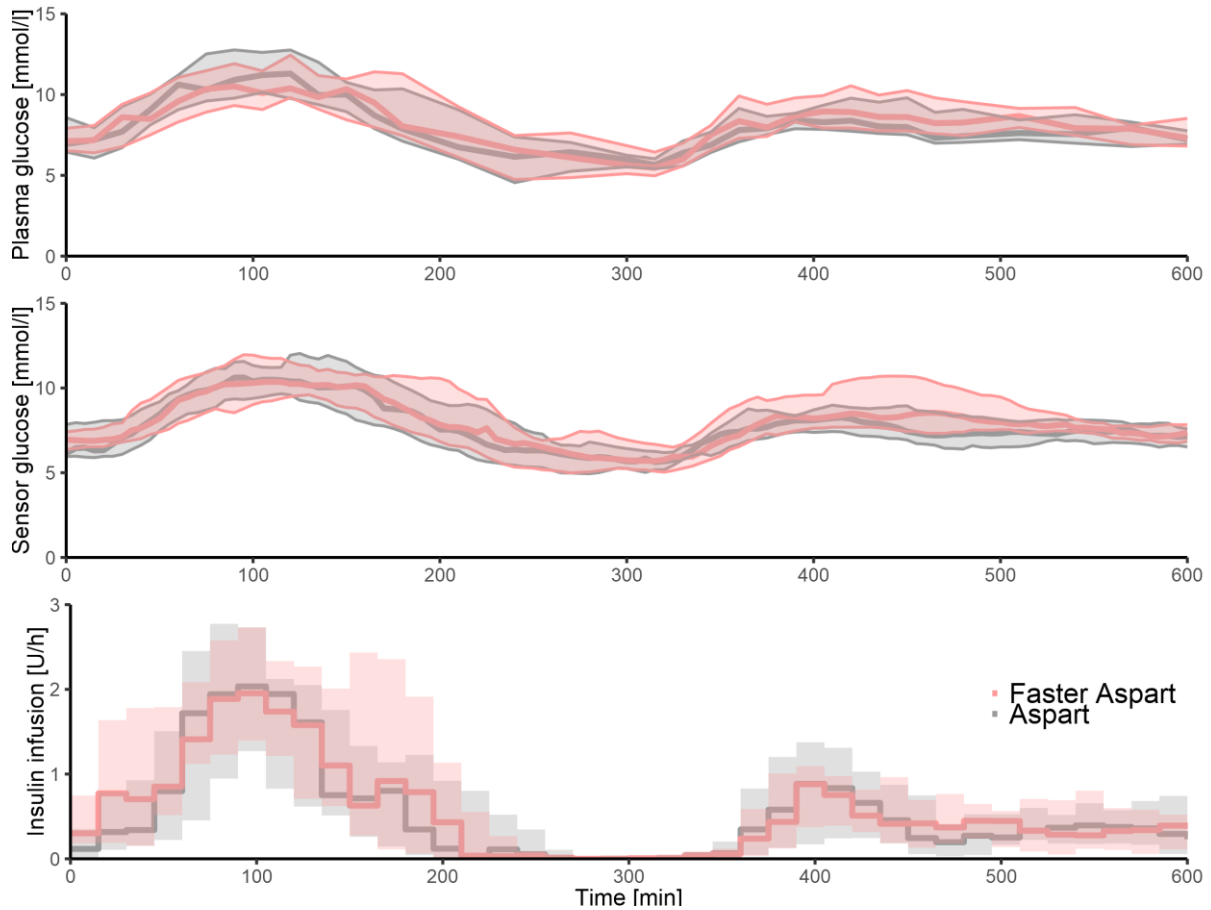 Plasma glucose [mmol/l]
15
10
5
0
0 100 200 300 400 500 600
Sensor glucose [mmol/l]
15
10
5
0
0 100 200 300 400 500 600
Insulin infusion [U/h]
3
2
1
0
Faster Aspart
Aspart
0 100 200 300 400 500 600
Time [min]